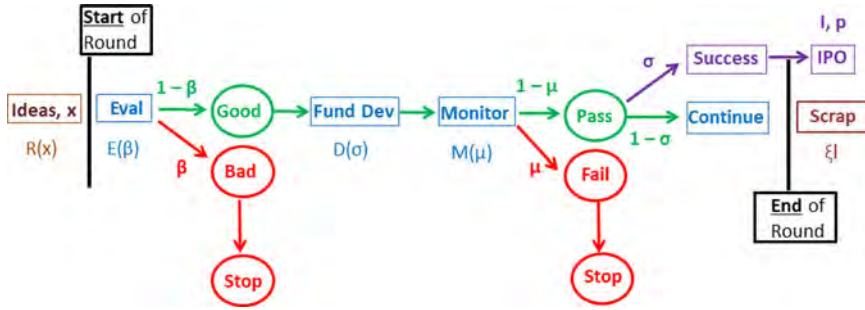 Start of
Round
I, p
1 – β
1 – μ
σ
Success
IPO
Ideas, x
Eval
Good
Fund Dev
Monitor
Pass
Continue
Scrap
R(x)
E(β)
D(σ)
M(μ)
1 – σ
ξI
β
Bad
μ
Fail
End of
Round
Stop
Stop